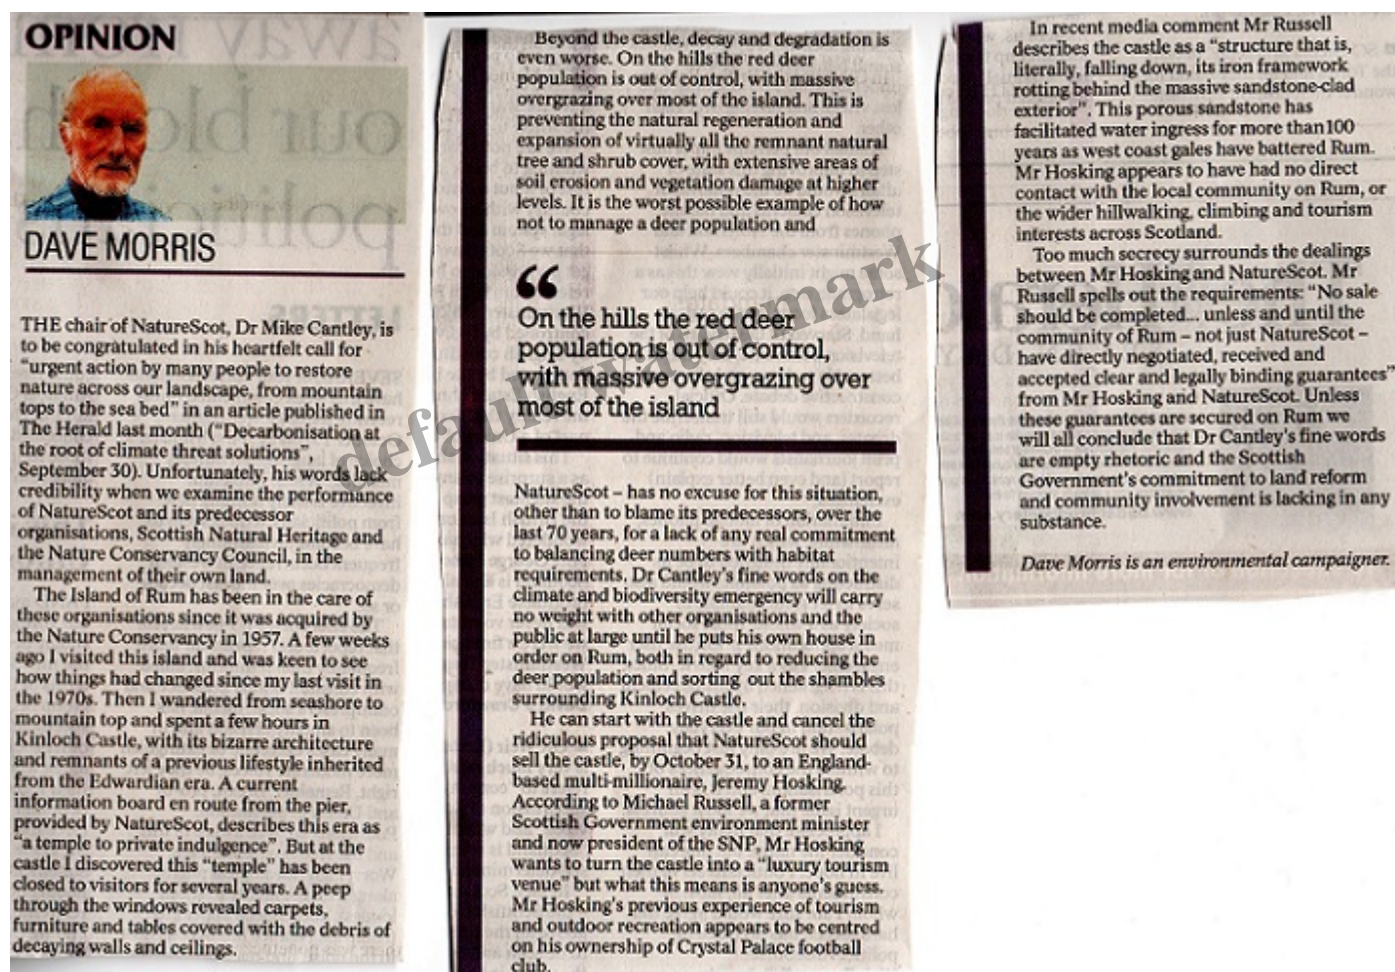 OPINION
DAVE MORRIS
THE chair of NatureScot, Dr Mike Cantley, is
to be congratulated in his heartfelt call for
“urgent action by many people to restore
nature across our landscape, from mountain
tops to the sea bed” in an article published in
The Herald last month (“Decarbonisation at
the root of climate threat solutions”,
September 30). Unfortunately, his words lack
credibility when we examine the performance
of NatureScot and its predecessor
organisations, Scottish Natural Heritage and
the Nature Conservancy Council, in the
management of their own land.
The Island of Rum has been in the care of
these organisations since it was acquired by
the Nature Conservancy in 1957. A few weeks
ago I visited this island and was keen to see
how things had changed since my last visit in
the 1970s. Then I wandered from seashore to
mountain top and spent a few hours in
Kinloch Castle, with its bizarre architecture
and remnants of a previous lifestyle inherited
from the Edwardian era. A current
information board en route from the pier,
provided by NatureScot, describes this era as
“a temple to private indulgence”. But at the
castle I discovered this “temple” has been
closed to visitors for several years. A peep
through the windows revealed carpets,
furniture and tables covered with the debris of
decaying walls and ceilings.
Beyond the castle, decay and degradation is
even worse. On the hills the red deer
population is out of control, with massive
overgrazing over most of the island. This is
preventing the natural regeneration and
expansion of virtually all the remnant natural
tree and shrub cover, with extensive areas of
soil erosion and vegetation damage at higher
levels. It is the worst possible example of how
not to manage a deer population and
“
On the hills the red deer
population is out of control,
with massive overgrazing over
most of the island
NatureScot – has no excuse for this situation,
other than to blame its predecessors, over the
last 70 years, for a lack of any real commitment
to balancing deer numbers with habitat
requirements. Dr Cantley's fine words on the
climate and biodiversity emergency will carry
no weight with other organisations and the
public at large until he puts his own house in
order on Rum, both in regard to reducing the
deer population and sorting out the shambles
surrounding Kinloch Castle.
He can start with the castle and cancel the
ridiculous proposal that NatureScot should
sell the castle, by October 31, to an England-
based multi-millionaire, Jeremy Hosking.
According to Michael Russell, a former
Scottish Government environment minister
and now president of the SNP, Mr Hosking
wants to turn the castle into a “luxury tourism
venue” but what this means is anyone's guess.
Mr Hosking's previous experience of tourism
and outdoor recreation appears to be centred
on his ownership of Crystal Palace football
club.
In recent media comment Mr Russell
describes the castle as a “structure that is,
literally, falling down, its iron framework
rotting behind the massive sandstone-clad
exterior”. This porous sandstone has
facilitated water ingress for more than 100
years as west coast gales have battered Rum.
Mr Hosking appears to have had no direct
contact with the local community on Rum, or
the wider hillwalking, climbing and tourism
interests across Scotland.
Too much secrecy surrounds the dealings
between Mr Hosking and NatureScot. Mr
Russell spells out the requirements: “No sale
should be completed... unless and until the
community of Rum – not just NatureScot –
have directly negotiated, received and
accepted clear and legally binding guarantees”
from Mr Hosking and NatureScot. Unless
these guarantees are secured on Rum we
will all conclude that Dr Cantley's fine words
are empty rhetoric and the Scottish
Government's commitment to land reform
and community involvement is lacking in any
substance.
Dave Morris is an environmental campaigner.
default watermark